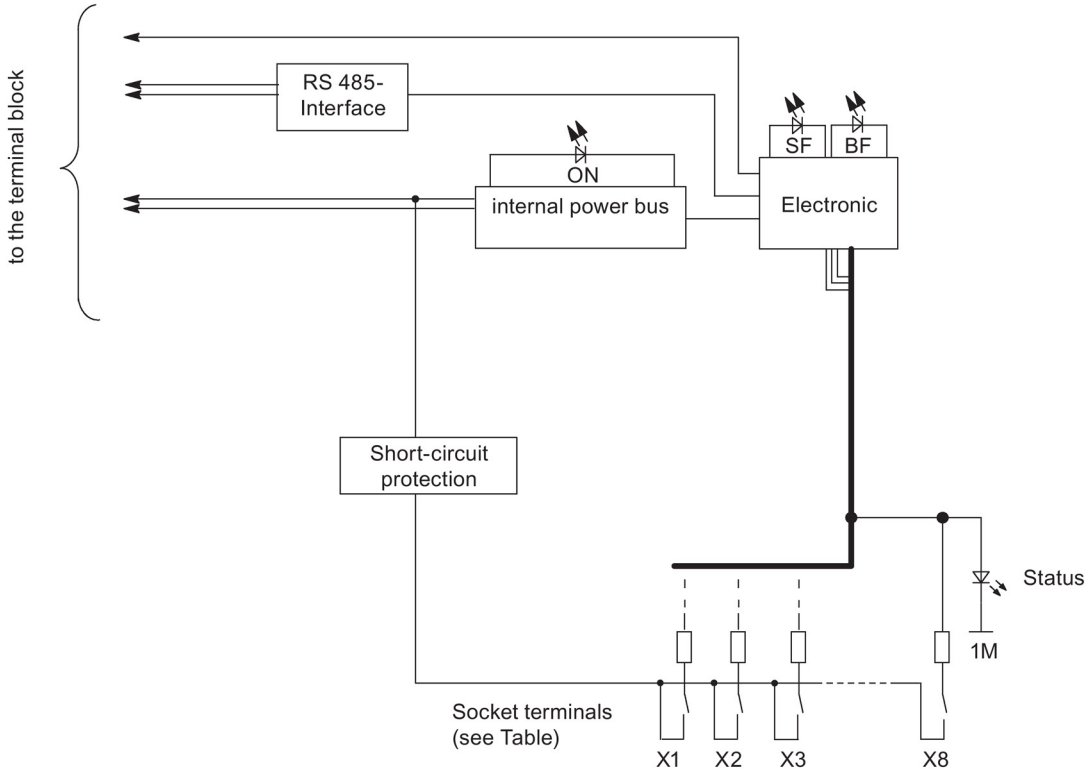 to the terminal block
RS 485-
Interface
SF
BF
ON
internal power bus
Electronic
Short-circuit
protection
Status
1M
Socket terminals
(see Table)
X1
X2
X3
X8